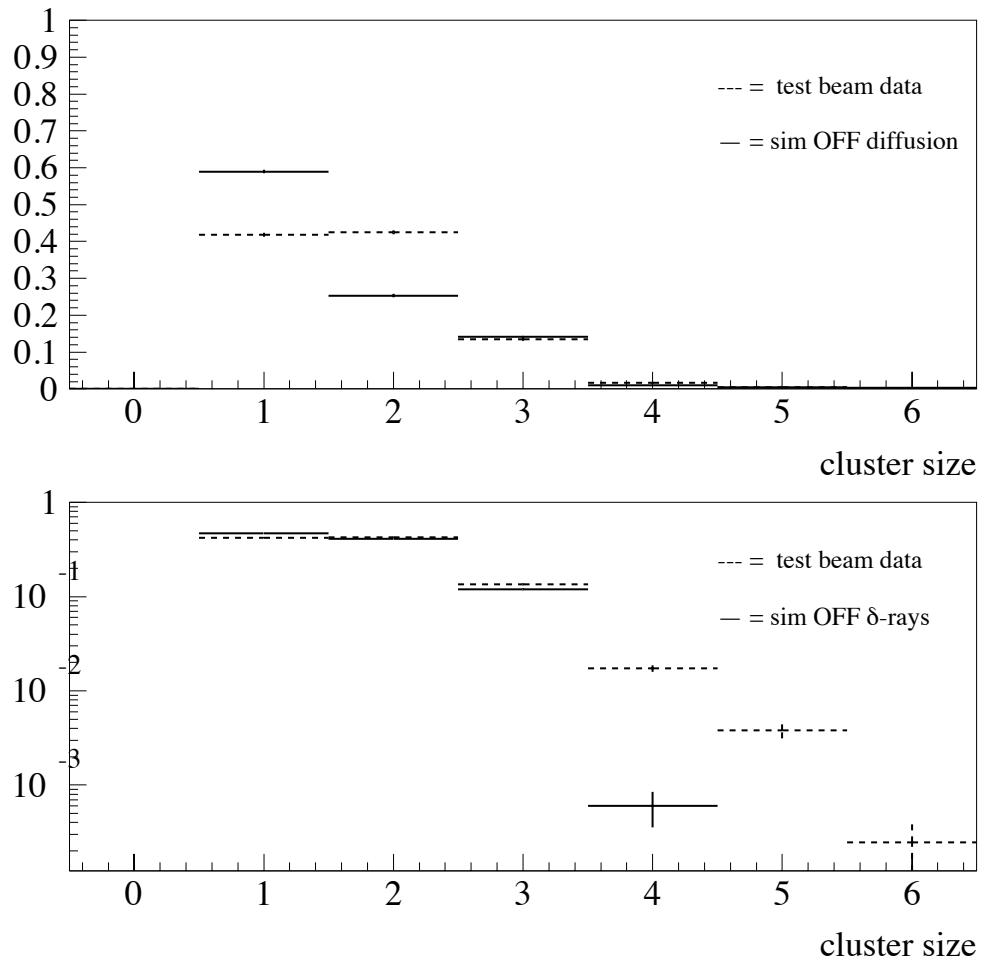 1
0.9
0.8
0.7
0.6
0.5
0.4
0.3
0.2
0.1
0
--- = test beam data
— = sim OFF diffusion
0 1 2 3 4 5 6
cluster size
1
10 -1
10 -2
10 -3
--- = test beam data
— = sim OFF δ-rays
0 1 2 3 4 5 6
cluster size